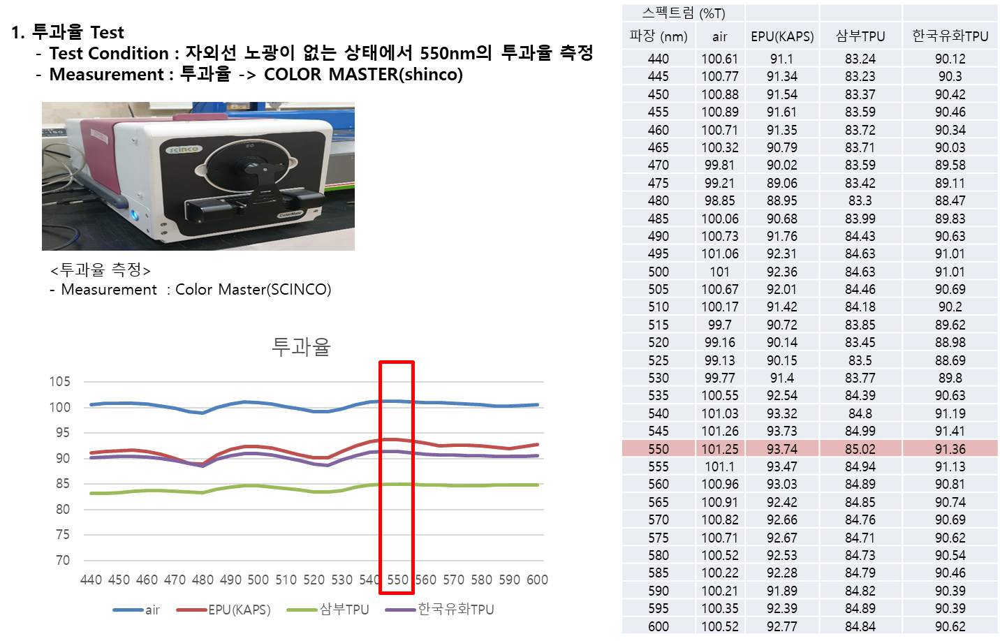 1. 투과율 Test
- Test Condition : 자외선 노광이 없는 상태에서 550nm의 투과율 측정
- Measurement : 투과율 -> COLOR MASTER(shinco)
scinco
ColorMate
<투과율 측정>
- Measurement : Color Master(SCINCO)
투과율
105
100
95
90
85
80
75
70
440 450 460 470 480 490 500 510 520 530 540 550 560 570 580 590 600
air EPU(KAPS) 삼부TPU 한국유화TPU
스펙트럼 (%T)
파장 (nm) air EPU(KAPS) 삼부TPU 한국유화TPU
440 100.61 91.1 83.24 90.12
445 100.77 91.34 83.23 90.3
450 100.88 91.54 83.37 90.42
455 100.89 91.61 83.59 90.46
460 100.71 91.35 83.72 90.34
465 100.32 90.79 83.71 90.03
470 99.81 90.02 83.59 89.58
475 99.21 89.06 83.42 89.11
480 98.85 88.95 83.3 88.47
485 100.06 90.68 83.99 89.83
490 100.73 91.76 84.43 90.63
495 101.06 92.31 84.63 91.01
500 101 92.36 84.63 91.01
505 100.67 92.01 84.46 90.69
510 100.17 91.42 84.18 90.2
515 99.7 90.72 83.85 89.62
520 99.16 90.14 83.45 88.98
525 99.13 90.15 83.5 88.69
530 99.77 91.4 83.77 89.8
535 100.55 92.54 84.39 90.63
540 101.03 93.32 84.8 91.19
545 101.26 93.73 84.99 91.41
550 101.25 93.74 85.02 91.36
555 101.1 93.47 84.94 91.13
560 100.96 93.03 84.89 90.81
565 100.91 92.42 84.85 90.74
570 100.82 92.66 84.76 90.69
575 100.71 92.67 84.71 90.62
580 100.52 92.53 84.73 90.54
585 100.22 92.28 84.79 90.46
590 100.21 91.89 84.82 90.39
595 100.35 92.39 84.89 90.39
600 100.52 92.77 84.84 90.62